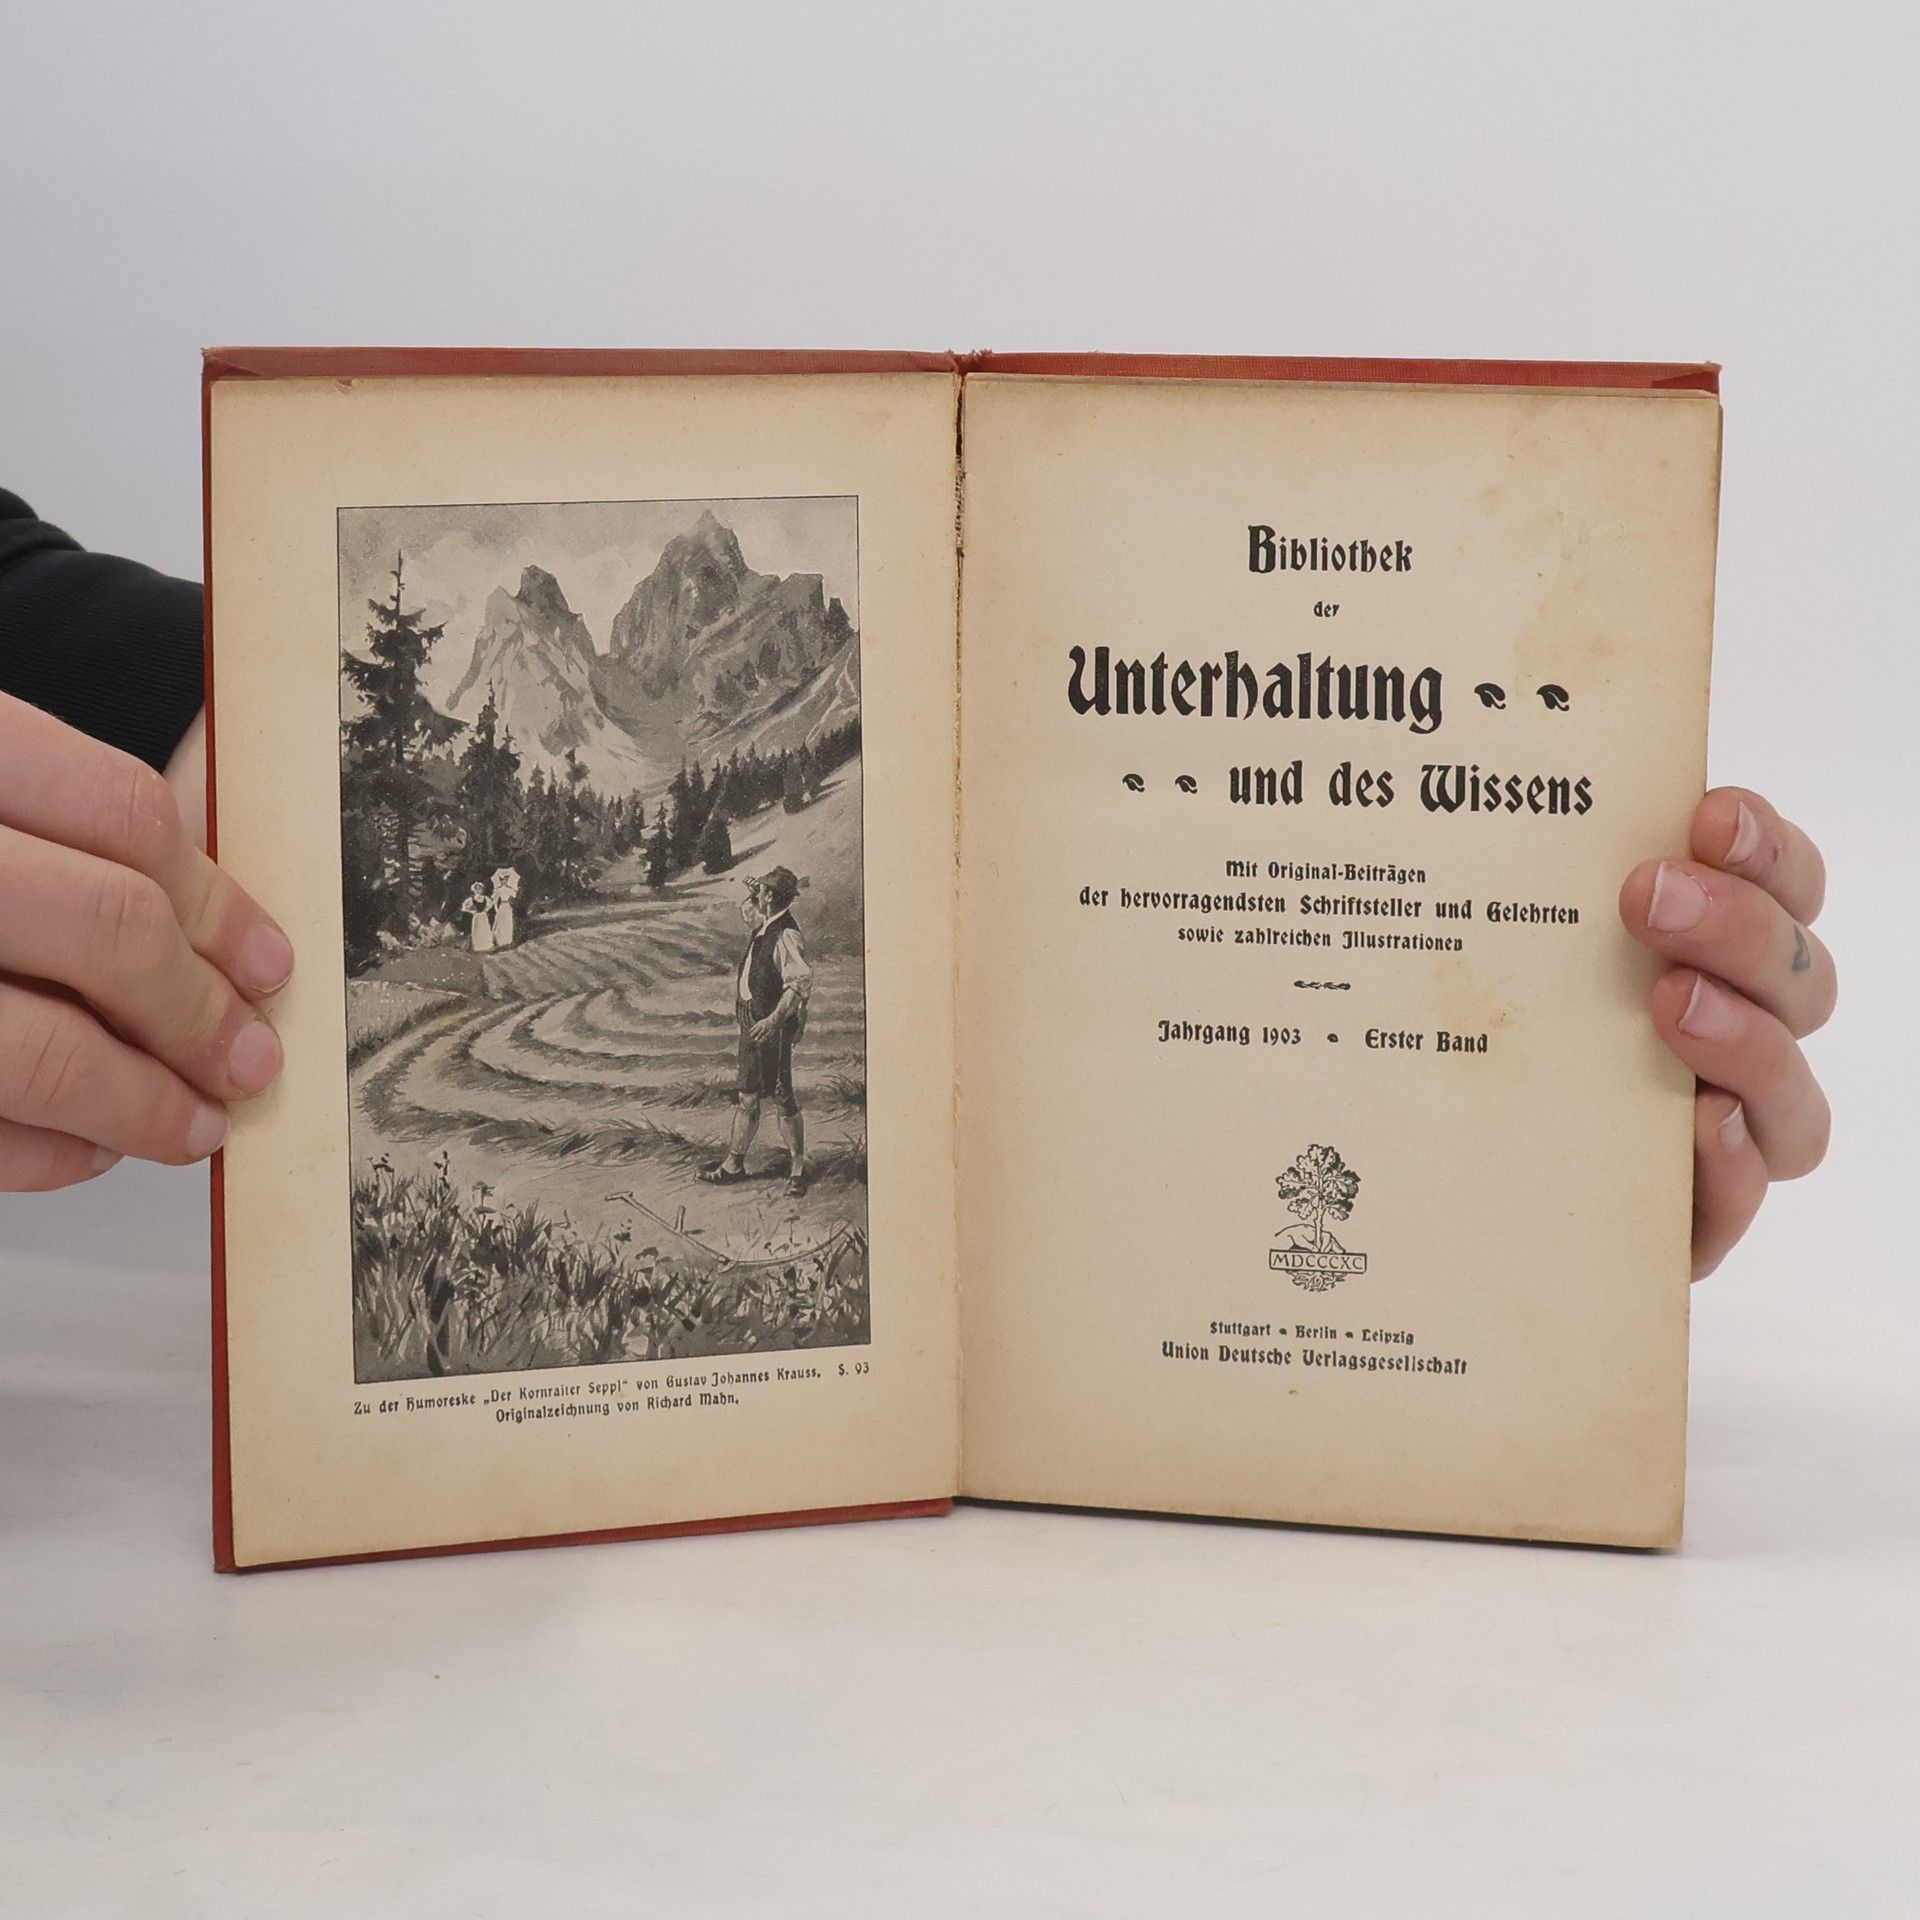 Zu der Humoreske „Der Kornraiter Seppl“ von Gustav Johannes Krauss. S. 93
Originalzeichnung von Richard Mahn.
Bibliothek
der
Unterhaltung
und des Wissens
Mit Original-Beiträgen
der hervorragendsten Schriftsteller und Gelehrten
sowie zahlreichen Illustrationen
Jahrgang 1903 • Erster Band
MDCCCXC
Stuttgart • Berlin • Leipzig
Union Deutsche Verlagsgesellschaft